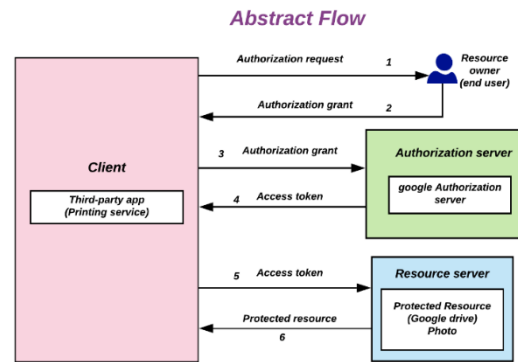 Abstract Flow
Authorization request 1
Resource
owner
(end user)
Authorization grant 2
Client
Third-party app
(Printing service)
3 Authorization grant
Authorization server
google Authorization
server
4 Access token
5 Access token
Resource server
Protected Resource
(Google drive)
Photo
Protected resource
6